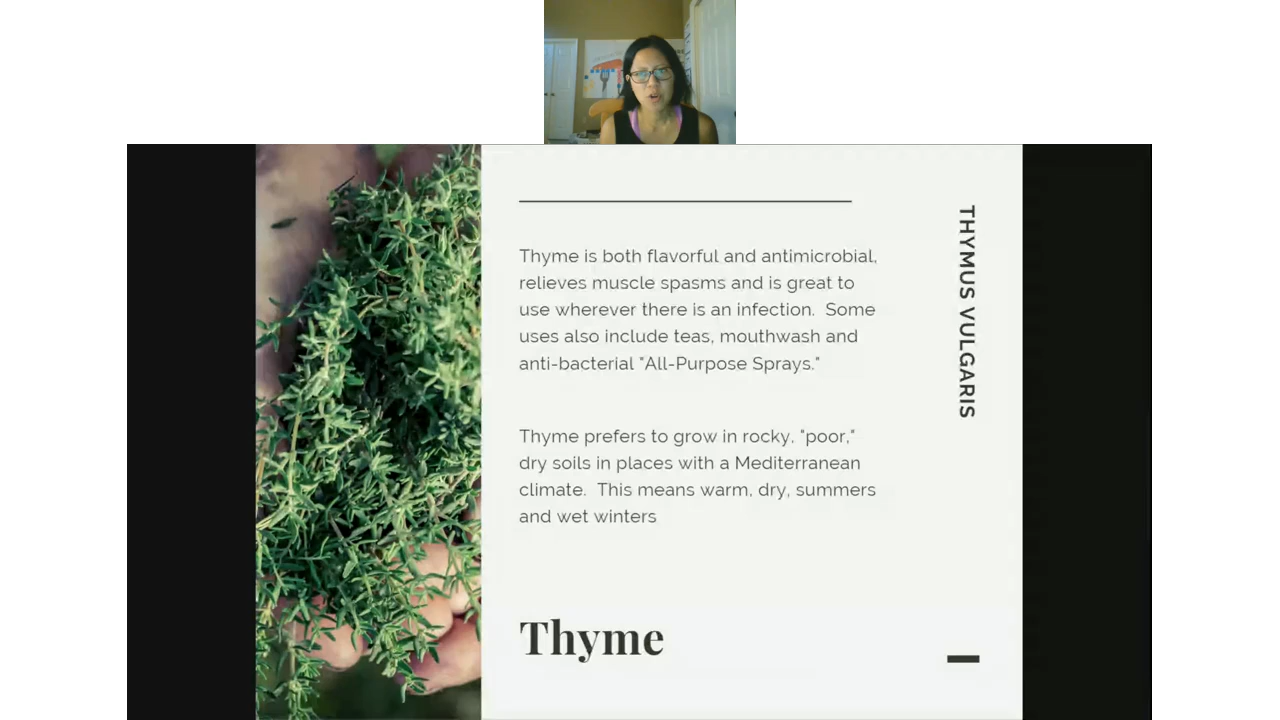 Thyme is both flavorful and antimicrobial,
relieves muscle spasms and is great to
use wherever there is an infection.  Some
uses also include teas, mouthwash and
anti-bacterial "All-Purpose Sprays."
Thyme prefers to grow in rocky, "poor,"
dry soils in places with a Mediterranean
climate.  This means warm, dry, summers
and wet winters
Thyme
THYMUS VULGARIS